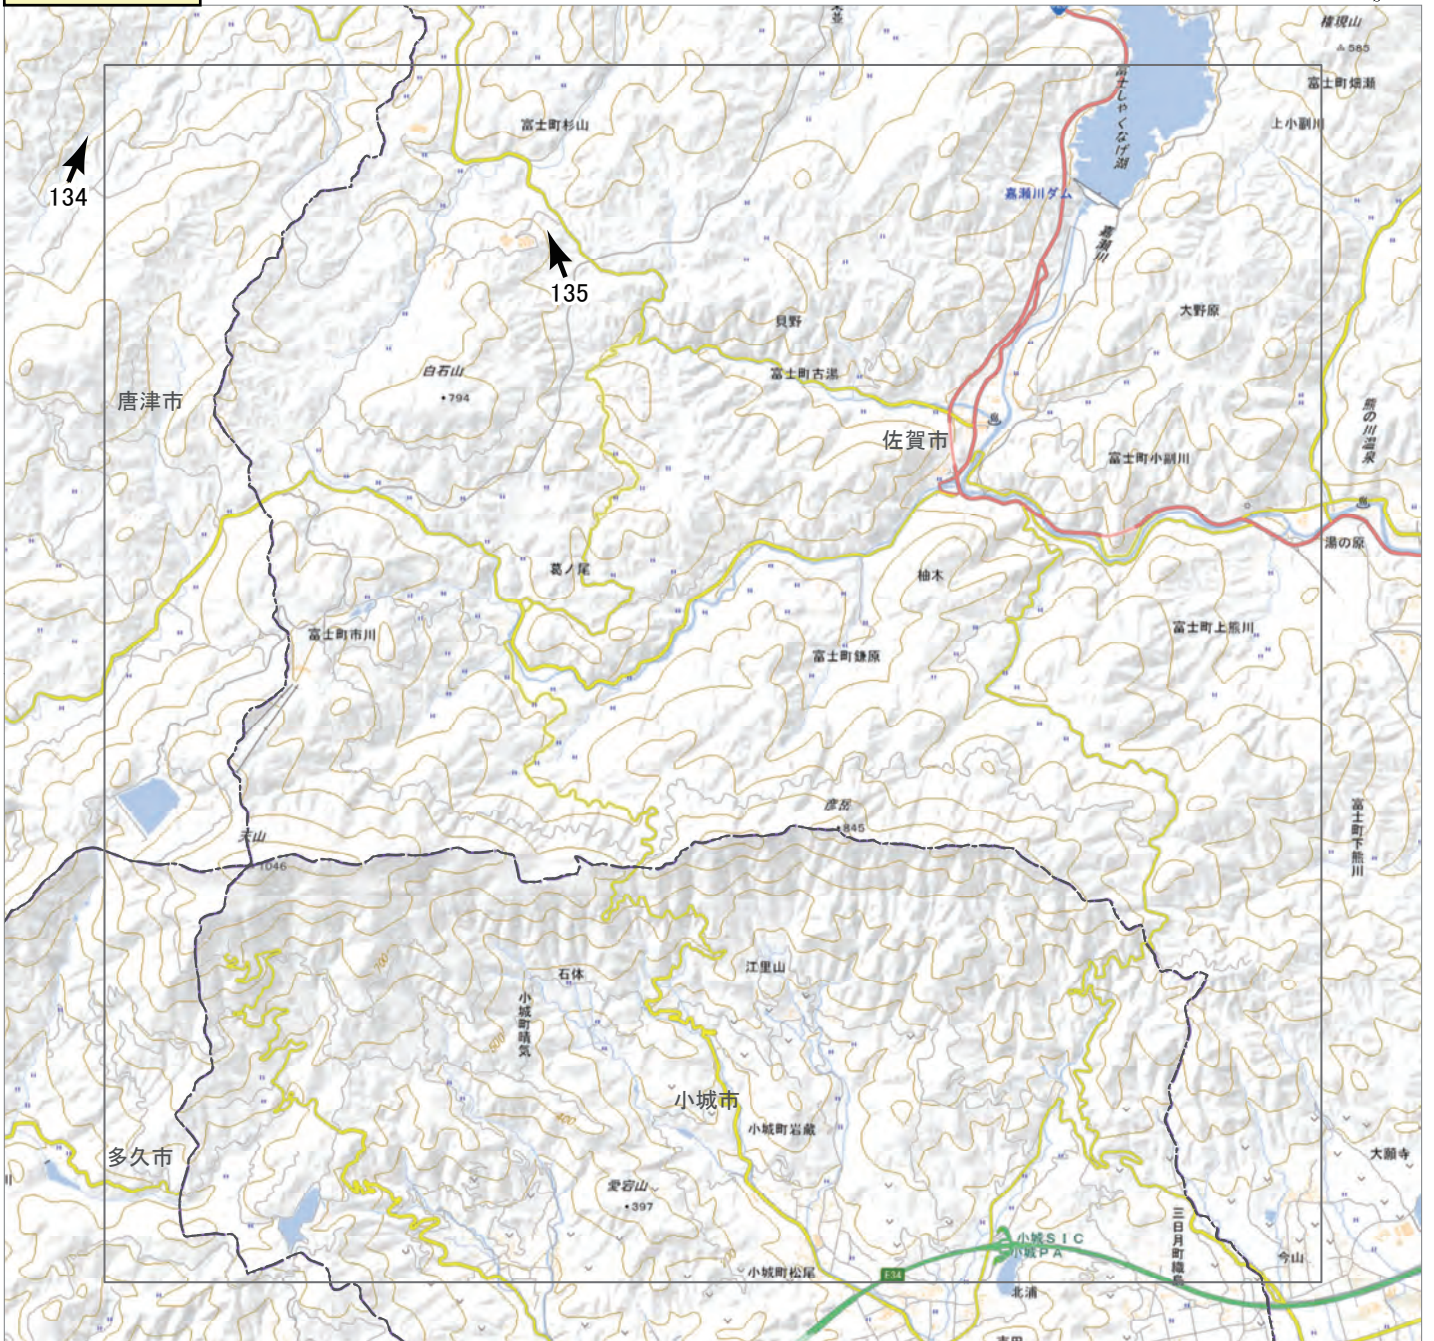 権現山
585
富士町畑瀬
上小副川
富士しゃくなげ湖
富士町杉山
134
嘉瀬川ダム
嘉瀬川
135
大野原
貝野
白石山
794
富士町古湯
唐津市
佐賀市
熊の川温泉
富士町小副川
湯の原
葛ノ尾
柚木
富士町市川
富士町鎌原
富士町上熊川
彦岳
845
富士町下熊川
天山
1046
700
石体
江里山
小城町晴気
500
小城市
400
小城町岩蔵
多久市
大願寺
愛宕山
397
三日月町織島
小城SIC
小城PA
今山
小城町松尾
E34
北浦